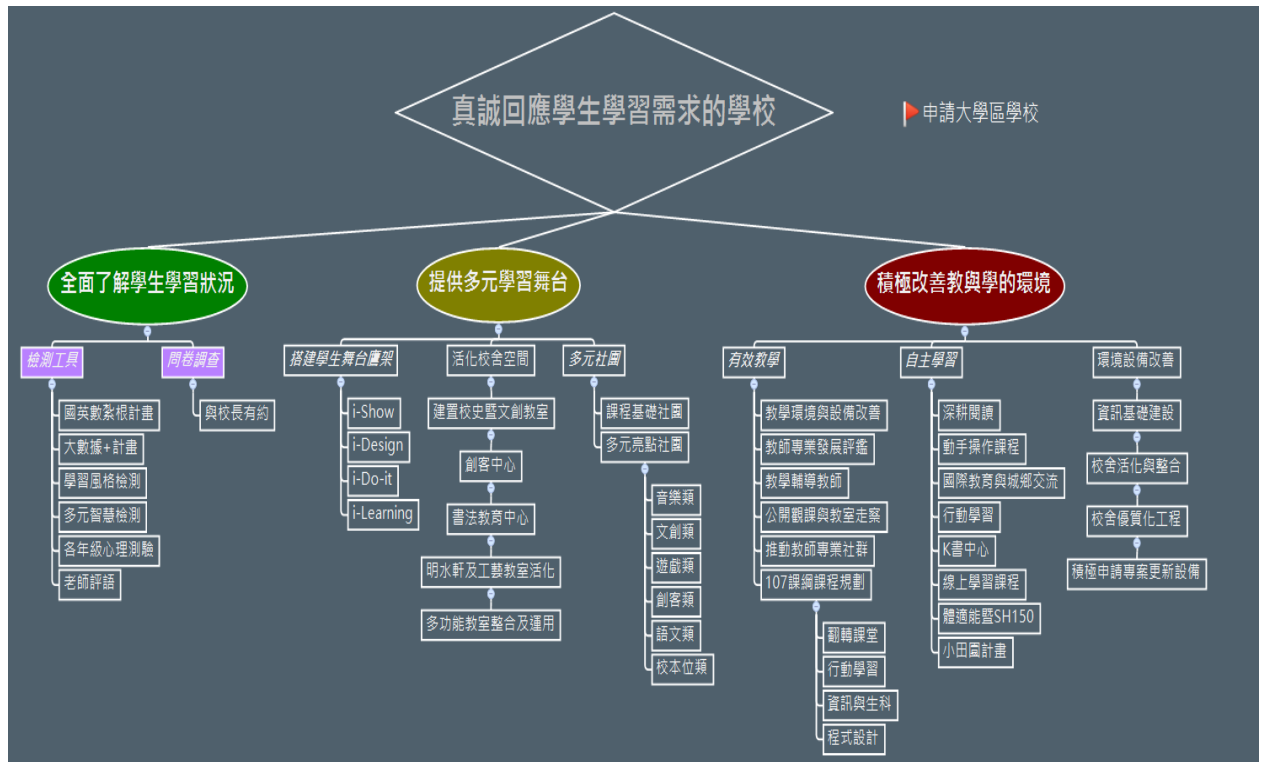 真誠回應學生學習需求的學校
申請大學區學校
全面了解學生學習狀況
提供多元學習舞台
積極改善教與學的環境
檢測工具
國英數紮根計畫
大數據+計畫
學習風格檢測
多元智慧檢測
各年級心理測驗
老師評語
問卷調查
與校長有約
搭建學生舞台鷹架
i-Show
i-Design
i-Do-it
i-Learning
活化校舍空間
建置校史暨文創教室
創客中心
書法教育中心
明水軒及工藝教室活化
多功能教室整合及運用
多元社團
課程基礎社團
多元亮點社團
音樂類
文創類
遊戲類
創客類
語文類
校本位類
有效教學
教學環境與設備改善
教師專業發展評鑑
教學輔導教師
公開觀課與教室走察
推動教師專業社群
107課綱課程規劃
翻轉課堂
行動學習
資訊與生科
程式設計
自主學習
深耕閱讀
動手操作課程
國際教育與城鄉交流
行動學習
K書中心
線上學習課程
體適能暨SH150
小田園計畫
環境設備改善
資訊基礎建設
校舍活化與整合
校舍優質化工程
積極申請專案更新設備